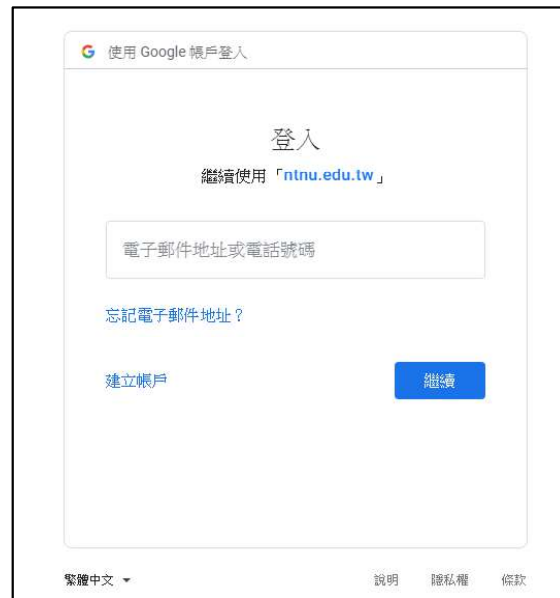 使用 Google 帳戶登入
登入
繼續使用「ntnu.edu.tw」
電子郵件地址或電話號碼
忘記電子郵件地址？
建立帳戶 繼續
繁體中文 說明 隱私權 條款